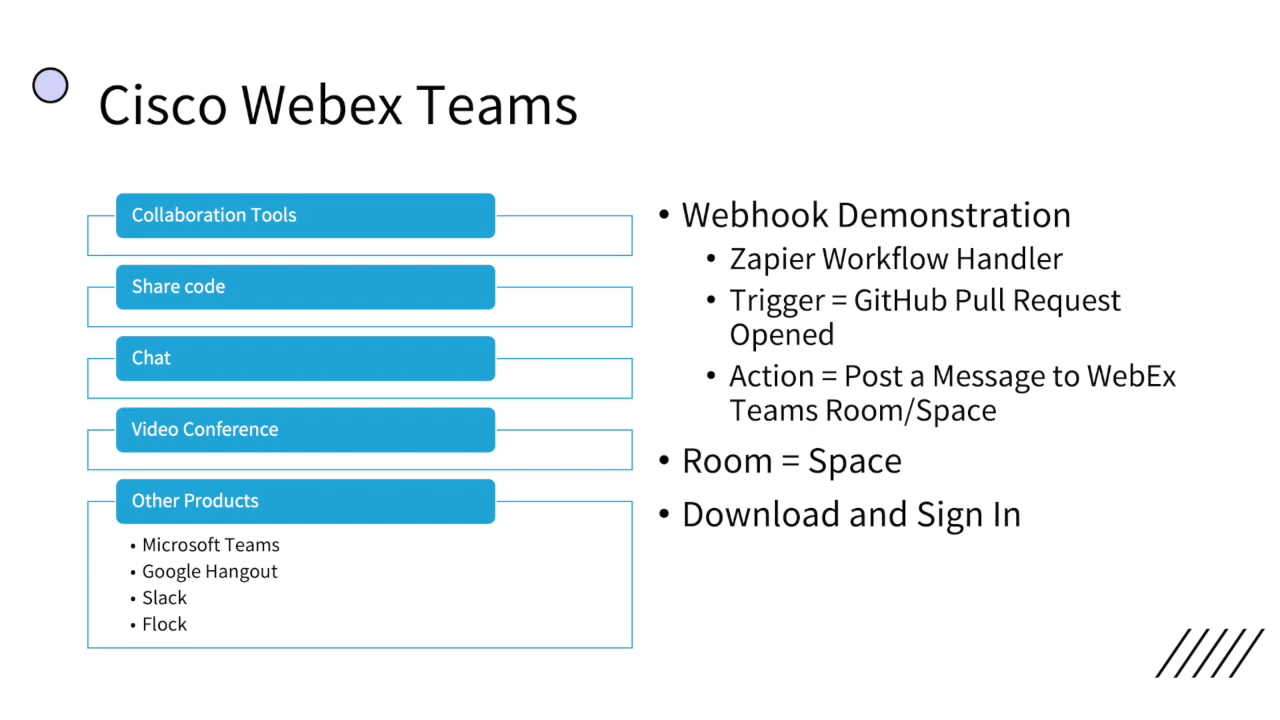 Cisco Webex Teams
Collaboration Tools
Share code
Chat
Video Conference
Other Products
• Microsoft Teams
• Google Hangout
• Slack
• Flock
• Webhook Demonstration
• Zapier Workflow Handler
• Trigger = GitHub Pull Request
Opened
• Action = Post a Message to WebEx
Teams Room/Space
• Room = Space
• Download and Sign In